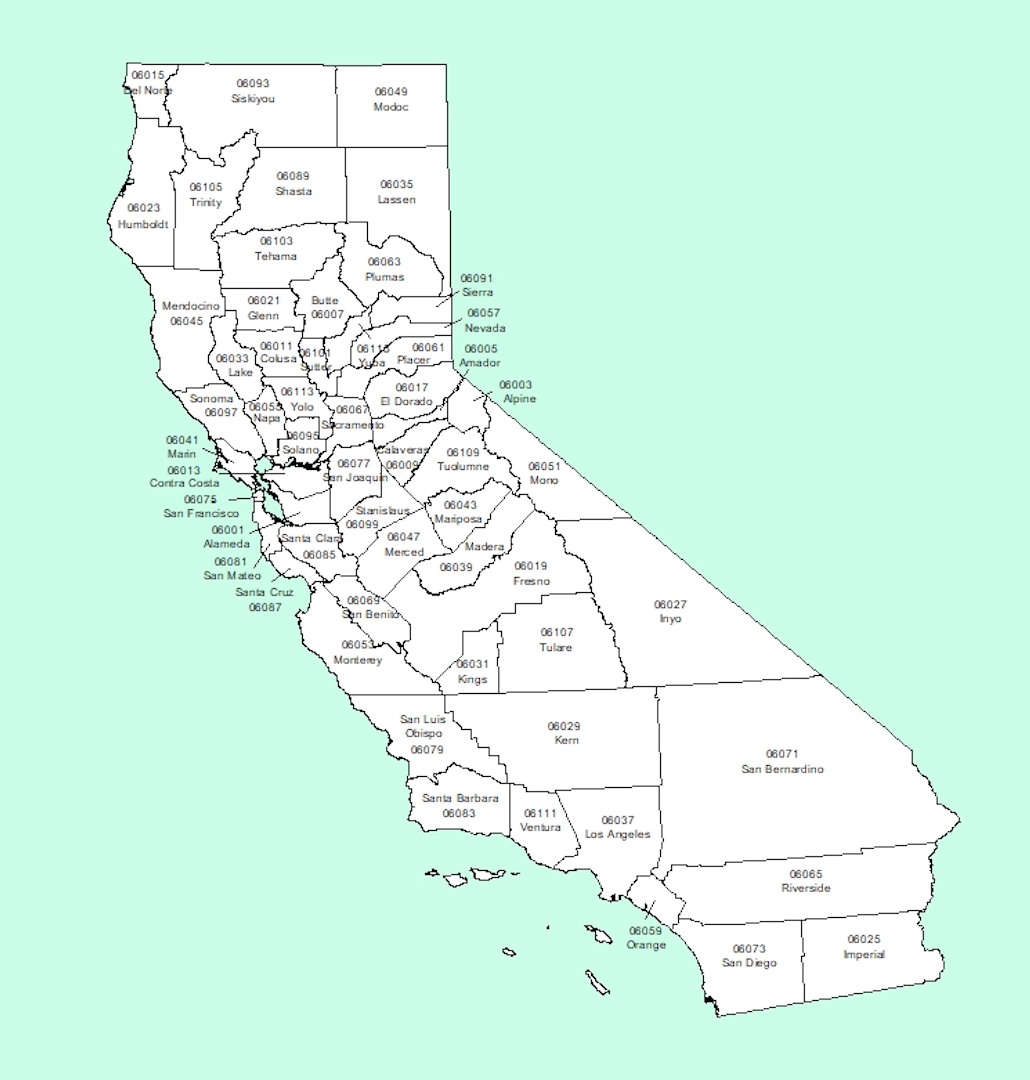 06015
Del Norte
06093
Siskiyou
06049
Modoc
06023
Humboldt
06105
Trinity
06089
Shasta
06035
Lassen
06103
Tehama
06063
Plumas
06091
Sierra
06057
Nevada
Mendocino
06045
06021
Glenn
Butte
06007
06033
Lake
06011
Colusa
06101
Sutter
06115
Yuba
06061
Placer
06005
Amador
06003
Alpine
Sonoma
06097
06055
Napa
06113
Yolo
06067
Sacramento
06017
El Dorado
06095
Solano
06041
Marin
06013
Contra Costa
06075
San Francisco
06001
Alameda
06081
San Mateo
Santa Cruz
06087
06077
San Joaquin
Calaveras
06009
06109
Tuolumne
06051
Mono
Stanislaus
06099
Santa Clara
06085
06047
Merced
06043
Mariposa
Madera
06039
06019
Fresno
06069
San Benito
06053
Monterey
06031
Kings
06107
Tulare
06027
Inyo
San Luis
Obispo
06079
06029
Kern
06071
San Bernardino
Santa Barbara
06083
06111
Ventura
06037
Los Angeles
06065
Riverside
06059
Orange
06073
San Diego
06025
Imperial